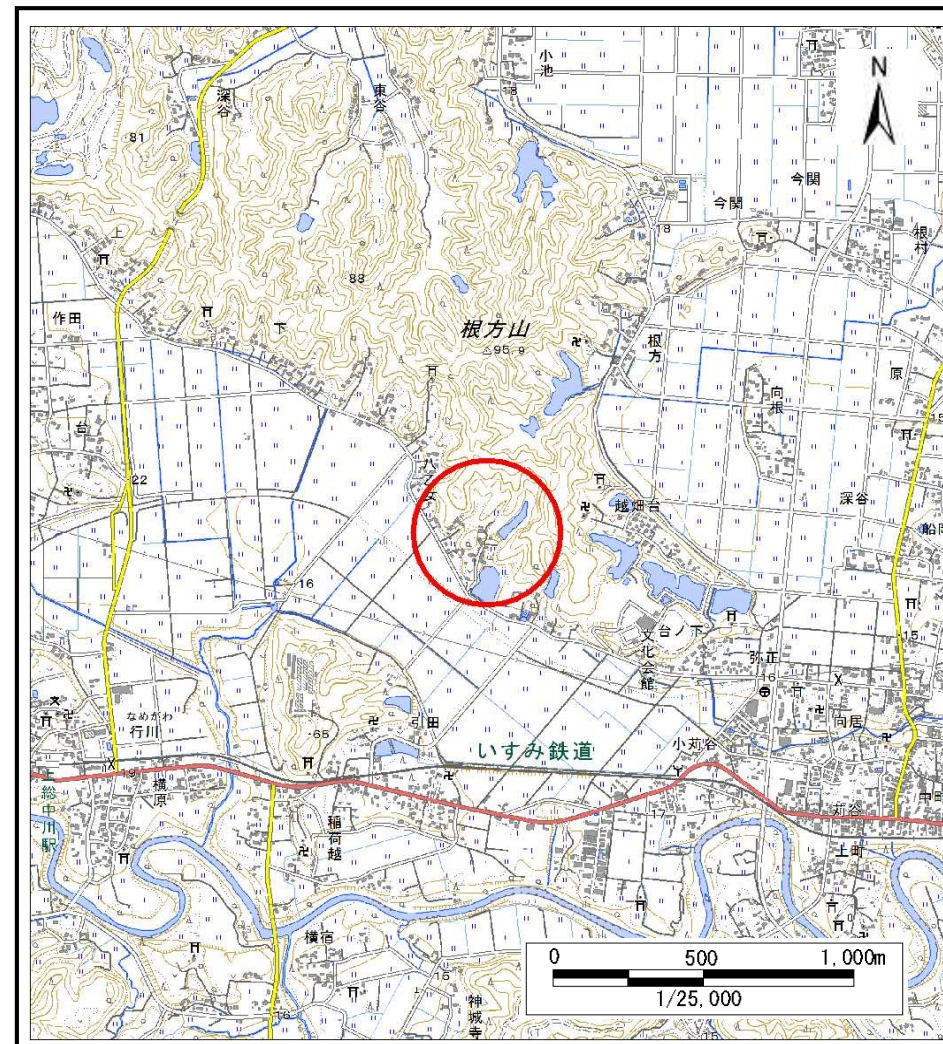 小池
18
N
深谷
東谷
81
今関
今関
18
根村
上
88
作田
下
根方山
95.9
根方
原
向根
15
台
八乙女
22
深谷
越畑台
16
台ノ下
文化会館
15
弥正
16
なめがわ
行川
65
引田
向居
いすみ鉄道
小苅谷
19
横原
上総中川駅
17
苅谷
稲荷越
上町
横宿
15
神城寺
16
15
0 500 1,000m
1/25,000